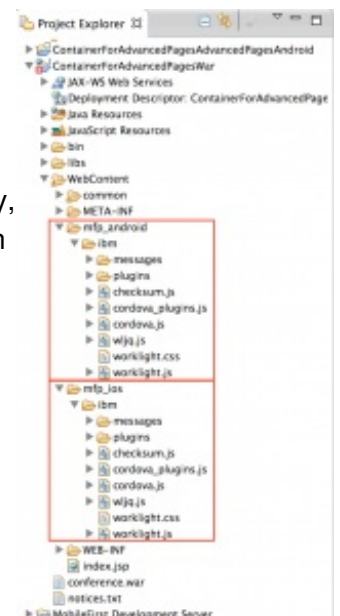 Project Explorer
ContainerForAdvancedPagesAdvancedPagesAndroid
ContainerForAdvancedPagesWar
JAX-WS Web Services
Deployment Descriptor: ContainerForAdvancedPage
Java Resources
JavaScript Resources
bin
libs
WebContent
common
META-INF
mfp_android
ibm
messages
plugins
checksum.js
cordova_plugins.js
cordova.js
wljq.js
worklight.css
worklight.js
mfp_ios
ibm
messages
plugins
checksum.js
cordova_plugins.js
cordova.js
wljq.js
worklight.css
worklight.js
WEB-INF
index.jsp
conference.war
notices.txt
MobileFirst Development Server